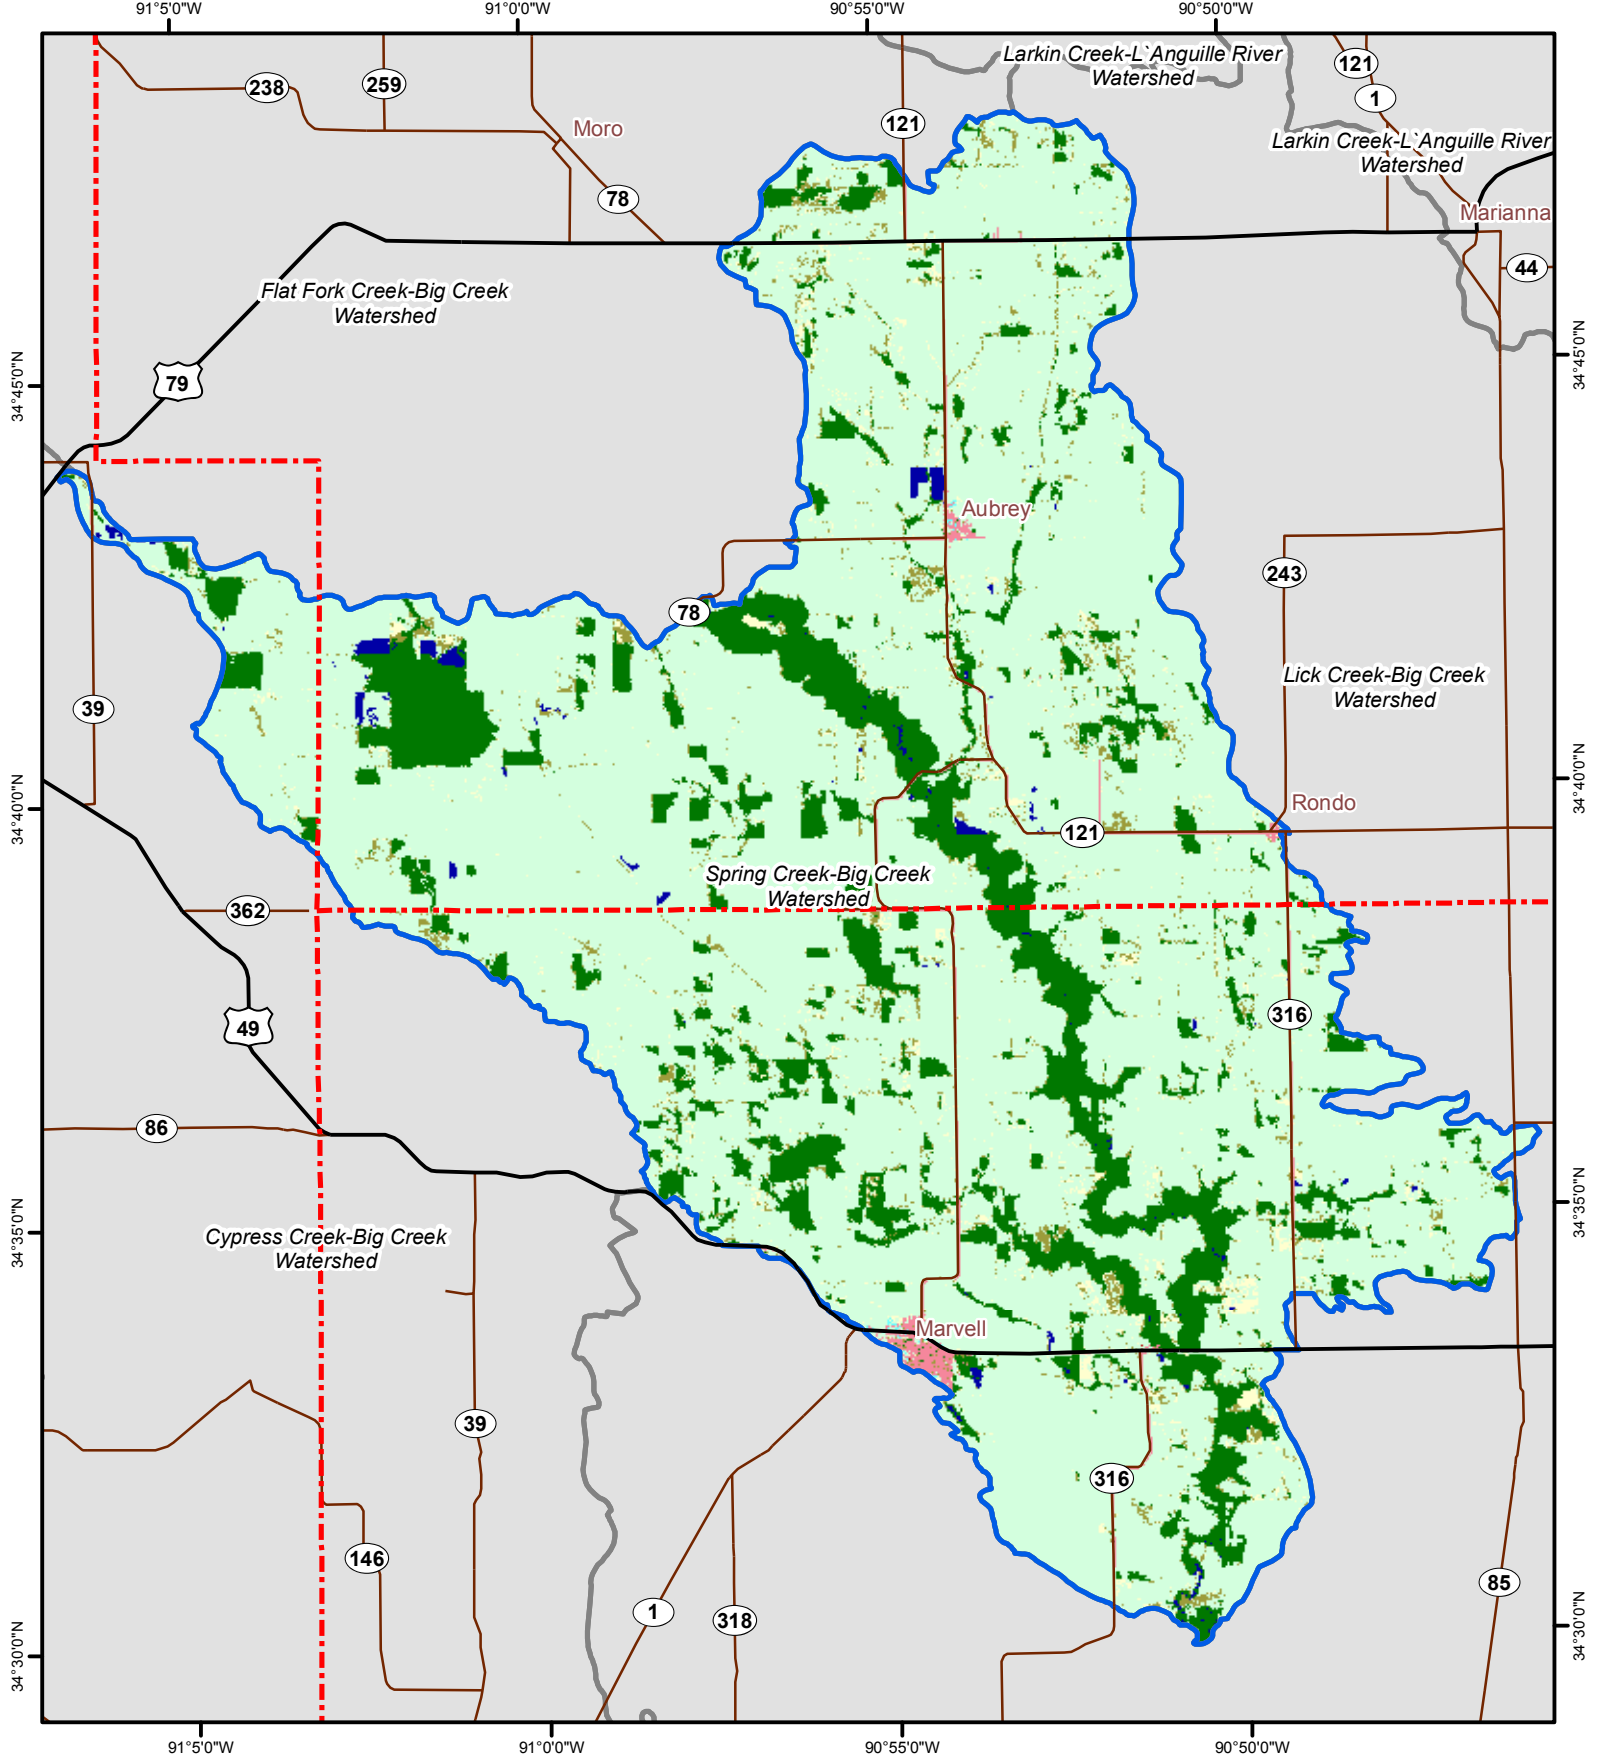 91°5'0"W
91°0'0"W
90°55'0"W
90°50'0"W
Larkin Creek-L`Anguille River
Watershed
121
238
259
1
121
Moro
Larkin Creek-L`Anguille River
Watershed
78
Marianna
44
Flat Fork Creek-Big Creek
Watershed
34°45'0"N
34°45'0"N
79
Aubrey
243
78
Lick Creek-Big Creek
Watershed
39
34°40'0"N
34°40'0"N
Rondo
121
Spring Creek-Big Creek
Watershed
362
316
49
86
34°35'0"N
34°35'0"N
Cypress Creek-Big Creek
Watershed
Marvell
39
316
146
85
1
318
34°30'0"N
34°30'0"N
91°5'0"W
91°0'0"W
90°55'0"W
90°50'0"W